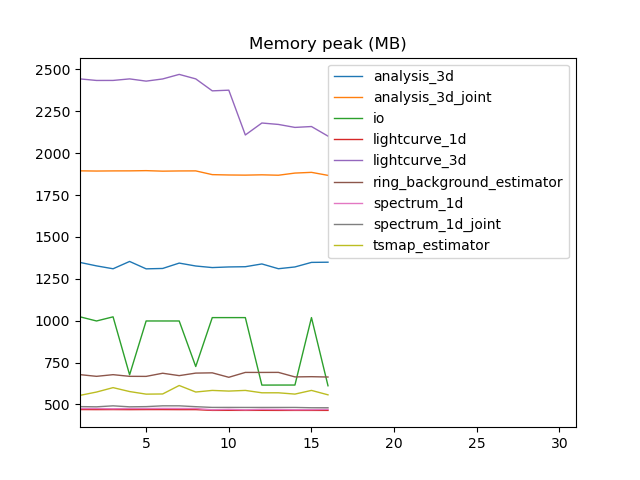 Memory peak (MB)
2500
2250
2000
1750
1500
1250
1000
750
500
analysis_3d
analysis_3d_joint
io
lightcurve_1d
lightcurve_3d
ring_background_estimator
spectrum_1d
spectrum_1d_joint
tsmap_estimator
5 10 15 20 25 30